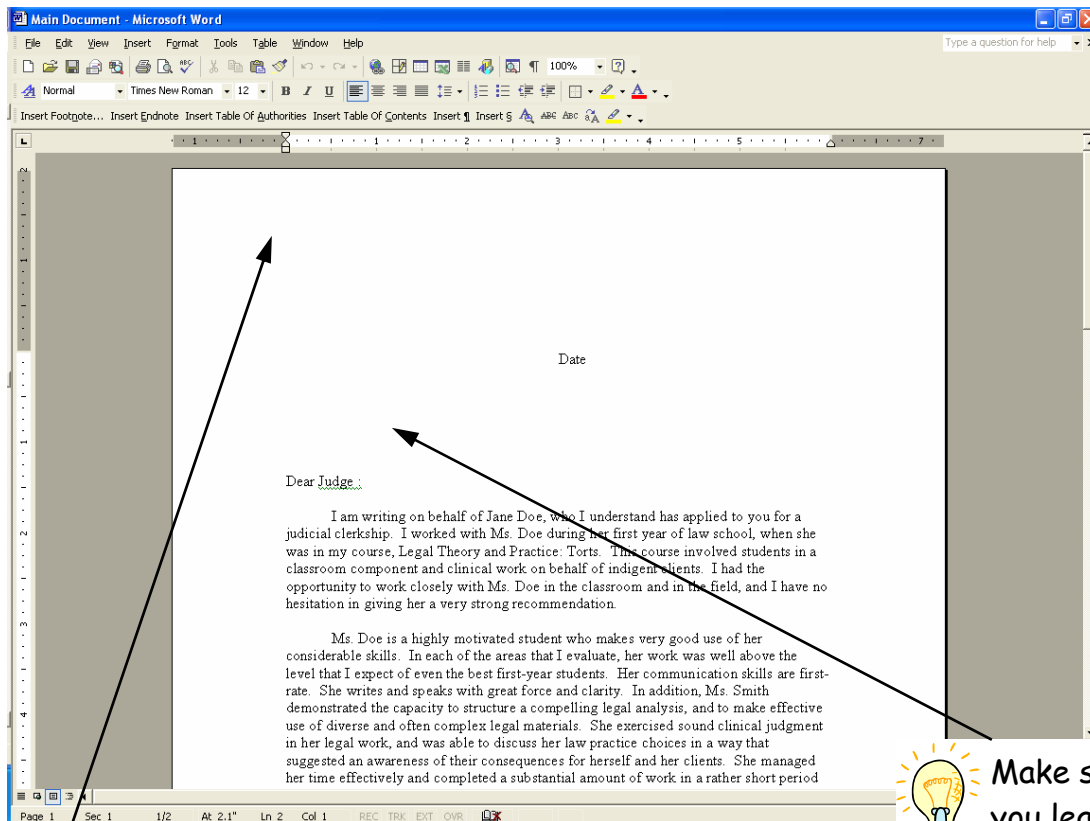 Main Document - Microsoft Word
File Edit View Insert Format Tools Table Window Help
Type a question for help
100%
Normal Times New Roman 12 B I U
Insert Footnote... Insert Endnote Insert Table Of Authorities Insert Table Of Contents Insert ¶ Insert § ABC ABC
1 1 2 3 4 5 7
Date
Dear Judge :
I am writing on behalf of Jane Doe, who I understand has applied to you for a
judicial clerkship. I worked with Ms. Doe during her first year of law school, when she
was in my course, Legal Theory and Practice: Torts. This course involved students in a
classroom component and clinical work on behalf of indigent clients. I had the
opportunity to work closely with Ms. Doe in the classroom and in the field, and I have no
hesitation in giving her a very strong recommendation.
Ms. Doe is a highly motivated student who makes very good use of her
considerable skills. In each of the areas that I evaluate, her work was well above the
level that I expect of even the best first-year students. Her communication skills are first-
rate. She writes and speaks with great force and clarity. In addition, Ms. Smith
demonstrated the capacity to structure a compelling legal analysis, and to make effective
use of diverse and often complex legal materials. She exercised sound clinical judgment
in her legal work, and was able to discuss her law practice choices in a way that
suggested an awareness of their consequences for herself and her clients. She managed
her time effectively and completed a substantial amount of work in a rather short period
Make s
you lea
Page 1 Sec 1 1/2 At 2.1" Ln 2 Col 1 REC TRK EXT OVR